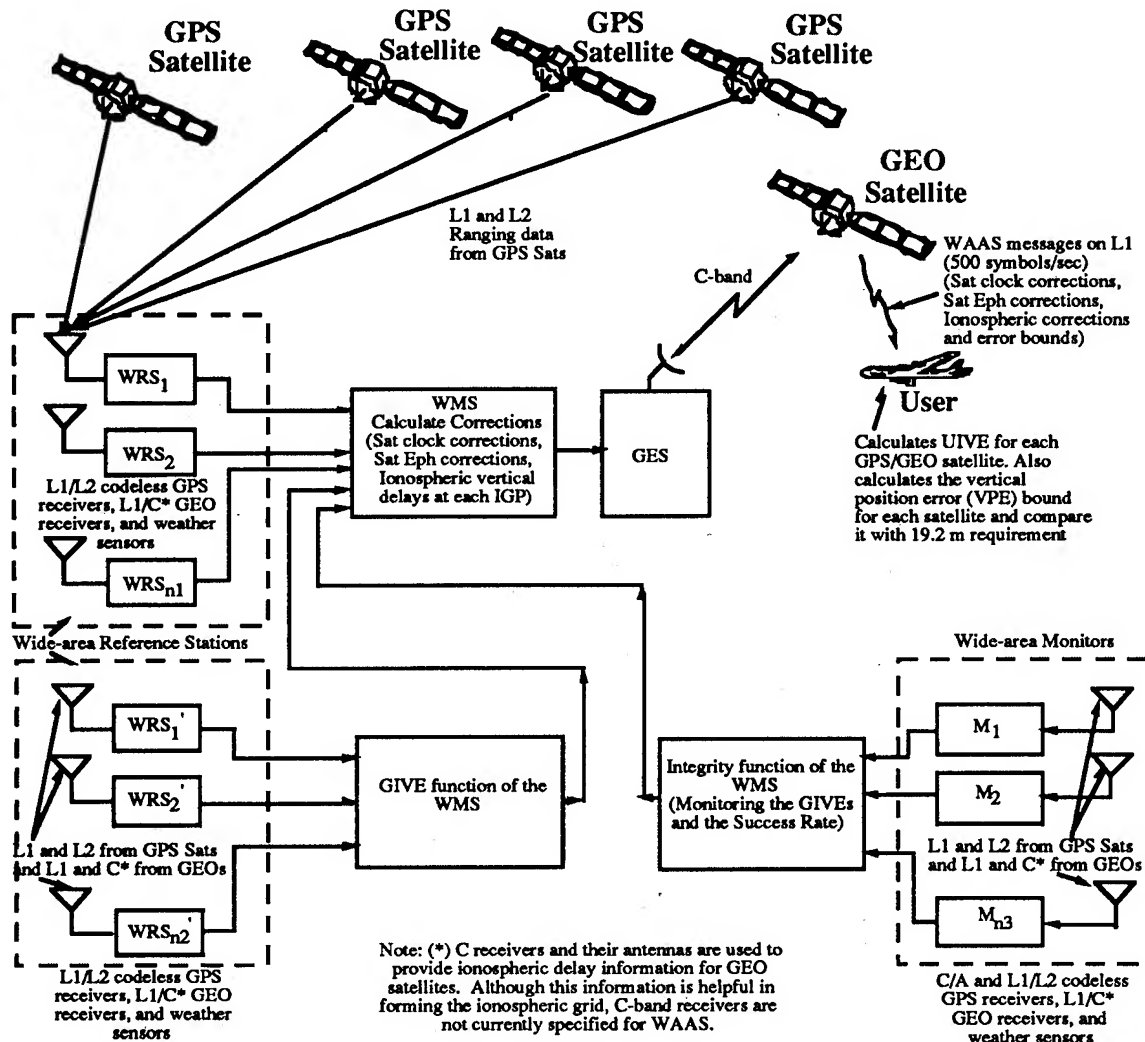 GPS
Satellite
GPS
Satellite
GPS
Satellite
GPS
Satellite
GEO
Satellite
L1 and L2
Ranging data
from GPS Sats
C-band
WAAS messages on L1
(500 symbols/sec)
(Sat clock corrections,
Sat Eph corrections,
Ionospheric corrections
and error bounds)
User
Calculates UIVE for each
GPS/GEO satellite. Also
calculates the vertical
position error (VPE) bound
for each satellite and compare
it with 19.2 m requirement
WRS1
WRS2
L1/L2 codeless GPS
receivers, L1/C* GEO
receivers, and weather
sensors
WRSn1
Wide-area Reference Stations
WMS
Calculate Corrections
(Sat clock corrections,
Sat Eph corrections,
Ionospheric vertical
delays at each IGP)
GES
WRS1'
WRS2'
L1 and L2 from GPS Sats
and L1 and C* from GEOs
WRSn2'
L1/L2 codeless GPS
receivers, L1/C* GEO
receivers, and weather
sensors
GIVE function of the
WMS
Integrity function of the
WMS
(Monitoring the GIVEs
and the Success Rate)
Wide-area Monitors
M1
M2
L1 and L2 from GPS Sats
and L1 and C* from GEOs
Mn3
C/A and L1/L2 codeless
GPS receivers, L1/C*
GEO receivers, and
weather sensors
Note: (*) C receivers and their antennas are used to
provide ionospheric delay information for GEO
satellites. Although this information is helpful in
forming the ionospheric grid, C-band receivers are
not currently specified for WAAS.